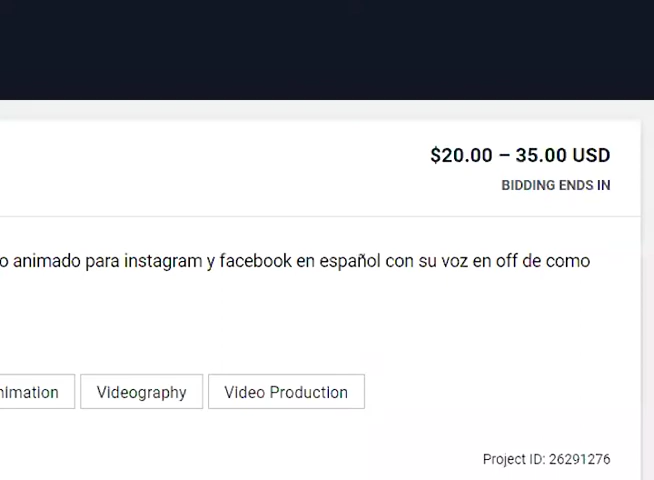 $20.00 – 35.00 USD
BIDDING ENDS IN
o animado para instagram y facebook en español con su voz en off de como
nimation Videography Video Production
Project ID: 26291276